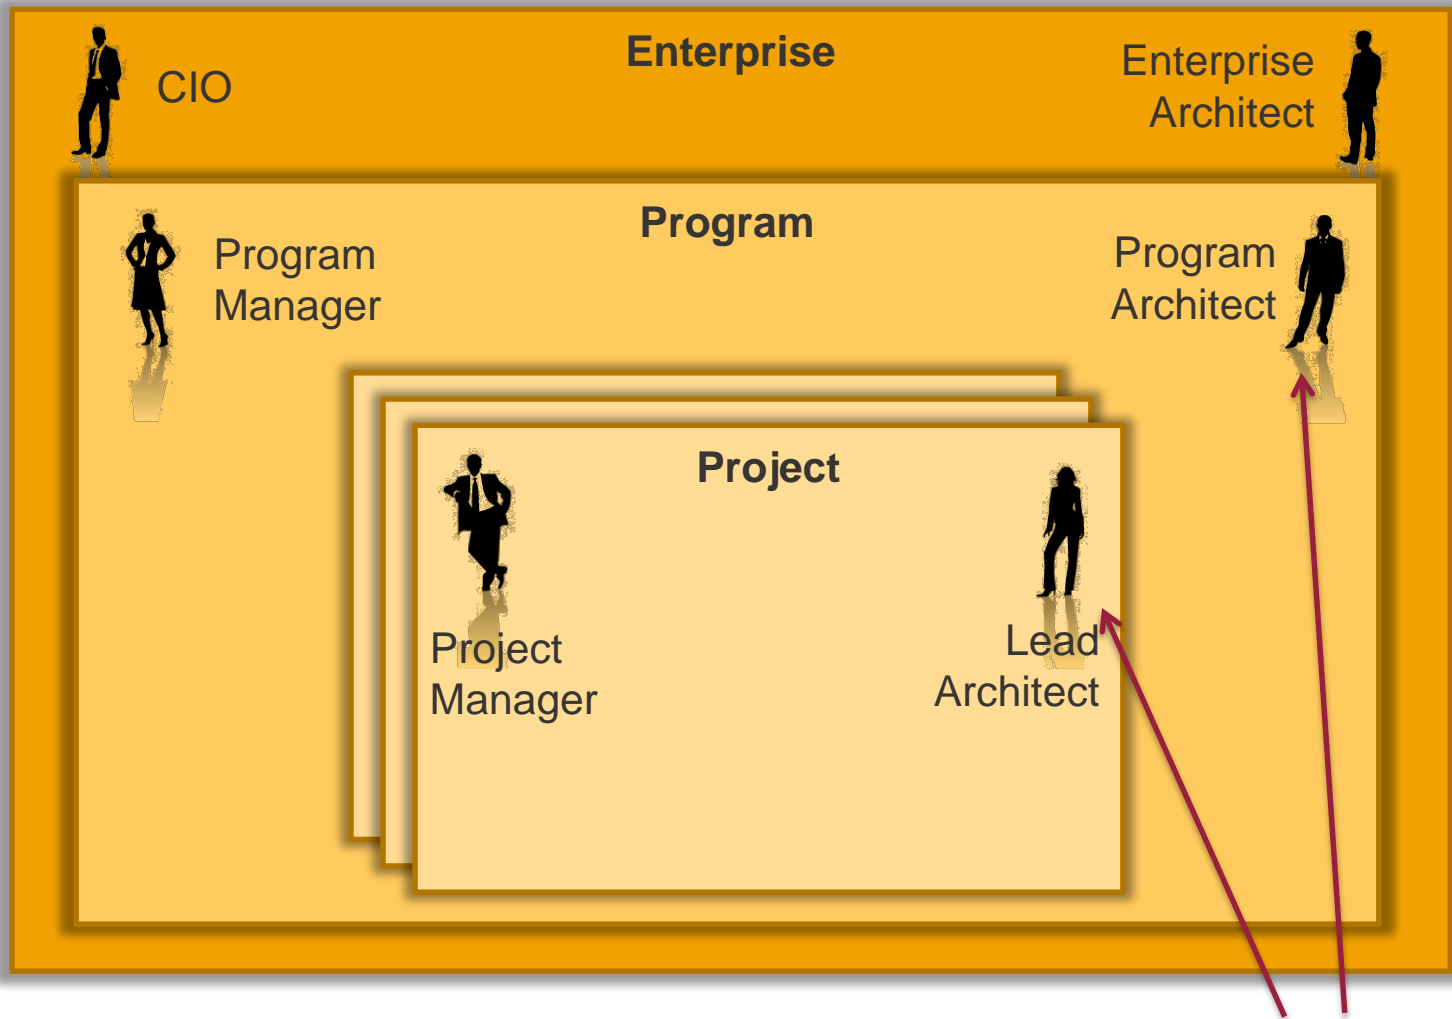 Enterprise
CIO
Enterprise
Architect
Program
Program
Manager
Program
Architect
Project
Project
Manager
Lead
Architect